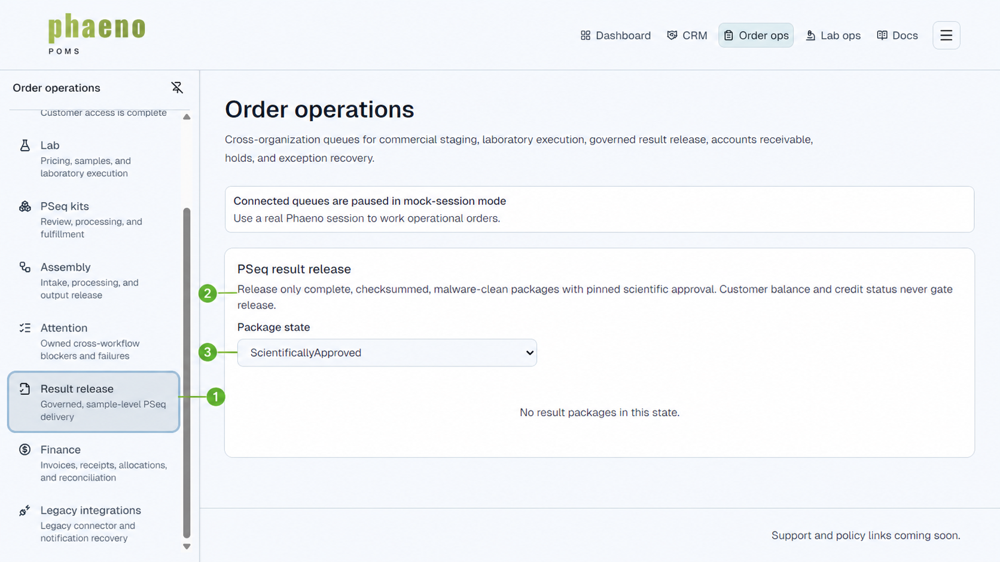 phaeno
POMS
Dashboard
CRM
Order ops
Lab ops
Docs
Order operations
Customer access is complete
Lab
Pricing, samples, and
laboratory execution
PSeq kits
Review, processing, and
fulfillment
Assembly
Intake, processing, and
output release
Attention
Owned cross-workflow
blockers and failures
Result release
Governed, sample-level PSeq
delivery
Finance
Invoices, receipts, allocations,
and reconciliation
Legacy integrations
Legacy connector and
notification recovery
Order operations
Cross-organization queues for commercial staging, laboratory execution, governed result release, accounts receivable,
holds, and exception recovery.
Connected queues are paused in mock-session mode
Use a real Phaeno session to work operational orders.
PSeq result release
2
Release only complete, checksummed, malware-clean packages with pinned scientific approval. Customer balance and credit status never gate
release.
Package state
3
ScientificallyApproved
1
No result packages in this state.
Support and policy links coming soon.